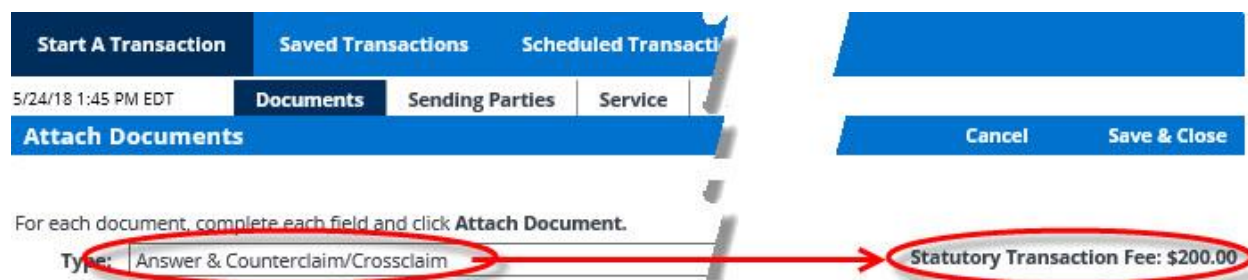 Start A Transaction Saved Transactions Scheduled
5/24/18 1:45 PM EDT Documents Sending Parties Service
Attach Documents Cancel Save & Close
For each document, complete each field and click Attach Document.
Type: Answer & Counterclaim/Crossclaim Statutory Transaction Fee: $200.00